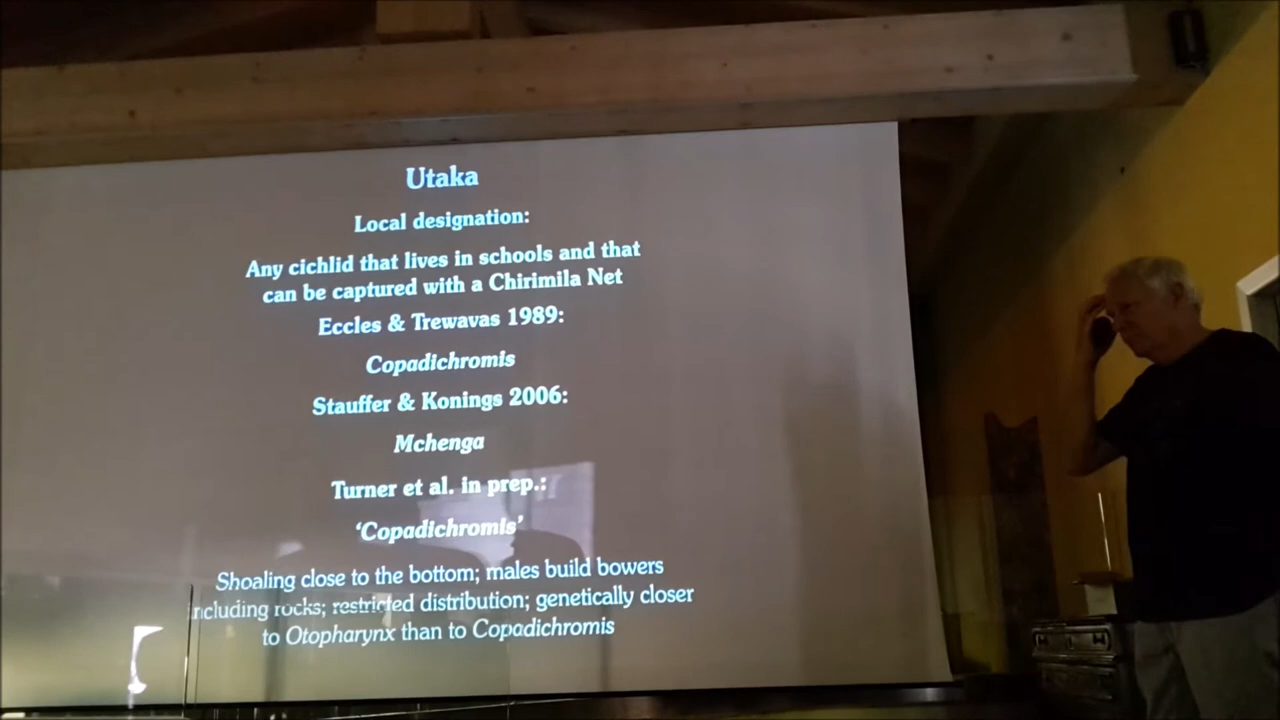 Utaka
Local designation:
Any cichlid that lives in schools and that
can be captured with a Chirimila Net
Eccles & Trewavas 1989:
Copadichromis
Stauffer & Konings 2006:
Mchenga
Turner et al. in prep.:
‘Copadichromis’
Shoaling close to the bottom; males build bowers
including rocks; restricted distribution; genetically closer
to Otopharynx than to Copadichromis